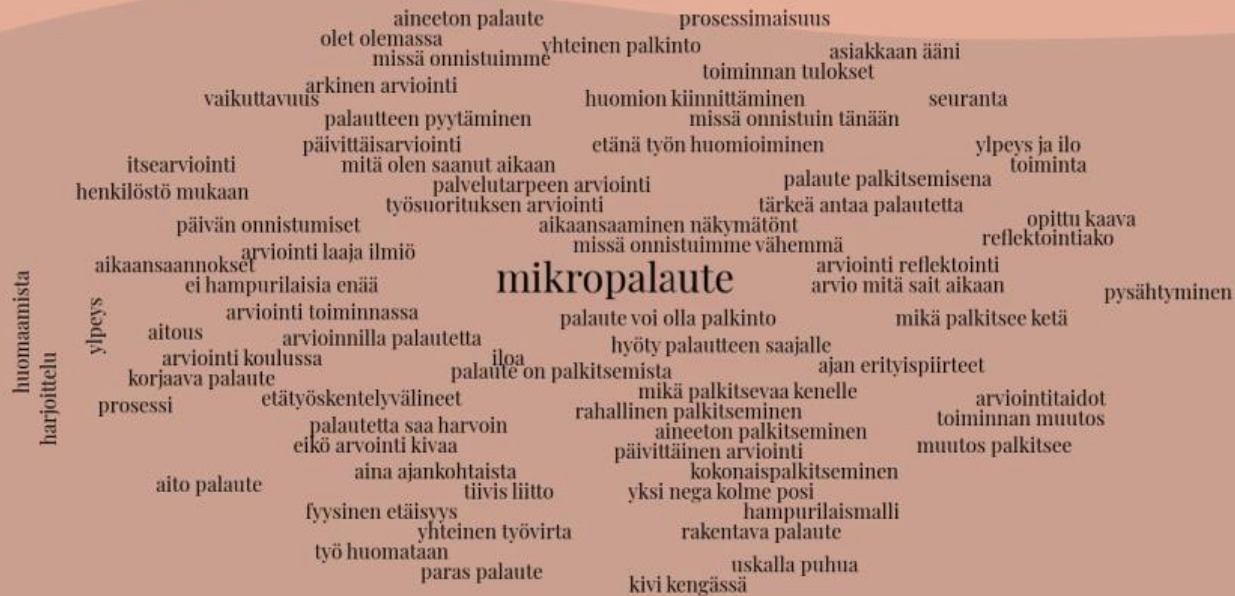 aineeton palaute
prosessimaisuus
olet olemassa
yhteinen palkinto
missä onnistuimme
asiakkaan ääni
toiminnan tulokset
arkinen arviointi
vaikuttavuus
huomion kiinnittäminen
seuranta
palautteen pyytäminen
missä onnistuin tänään
päivittäisarviointi
etänä työn huomioiminen
ylpeys ja ilo
itsearviointi
mitä olen saanut aikaan
toiminta
henkilöstö mukaan
palvelutarpeen arviointi
palaute palkitsemisena
työsuorituksen arviointi
tärkeä antaa palautetta
päivän onnistumiset
aikaansaaminen näkymätönt
opittu kaava
arviointi laaja ilmiö
missä onnistuimme vähemmä
reflektointiako
aikaansaannokset
mikropalaute
arviointi reflektointi
ei hampurilaisia enää
arvio mitä sait aikaan
pysähtyminen
huomaamista
ylpeys
arviointi toiminnassa
palaute voi olla palkinto
mikä palkitsee ketä
aitous
arvioinnilla palautetta
hyöty palautteen saajalle
arviointi koulussa
iloa
ajan erityispiirteet
korjaava palaute
palaute on palkitsemista
harjoittelu
prosessi
etätyöskentelyvälineet
mikä palkitsevaa kenelle
arviointitaidot
rahallinen palkitseminen
toiminnan muutos
palautetta saa harvoin
aineeton palkitseminen
eikö arvointi kivaa
päivittäinen arviointi
muutos palkitsee
aina ajankohtaista
kokonaispalkitseminen
aito palaute
tiivis liitto
yksi nega kolme posi
fyysinen etäisyys
hampurilaismalli
yhteinen työvirta
rakentava palaute
työ huomataan
uskalla puhua
paras palaute
kivi kengässä